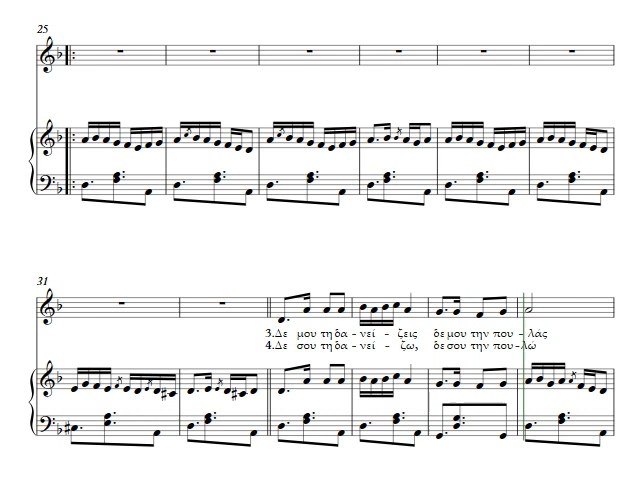 25
31
3.Δε μου τη δα - νεί - ζεις δε μου την που - λάς
4.Δε σου τη δα - νεί - ζω, δε σου την που - λώ